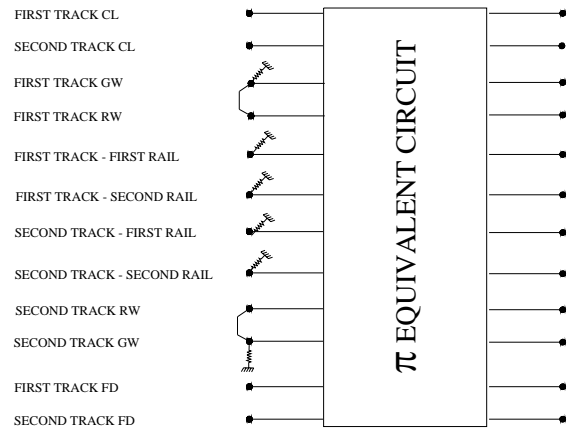 FIRST TRACK CL
SECOND TRACK CL
FIRST TRACK GW
FIRST TRACK RW
FIRST TRACK - FIRST RAIL
FIRST TRACK - SECOND RAIL
SECOND TRACK - FIRST RAIL
SECOND TRACK - SECOND RAIL
SECOND TRACK RW
SECOND TRACK GW
FIRST TRACK FD
SECOND TRACK FD
π EQUIVALENT CIRCUIT